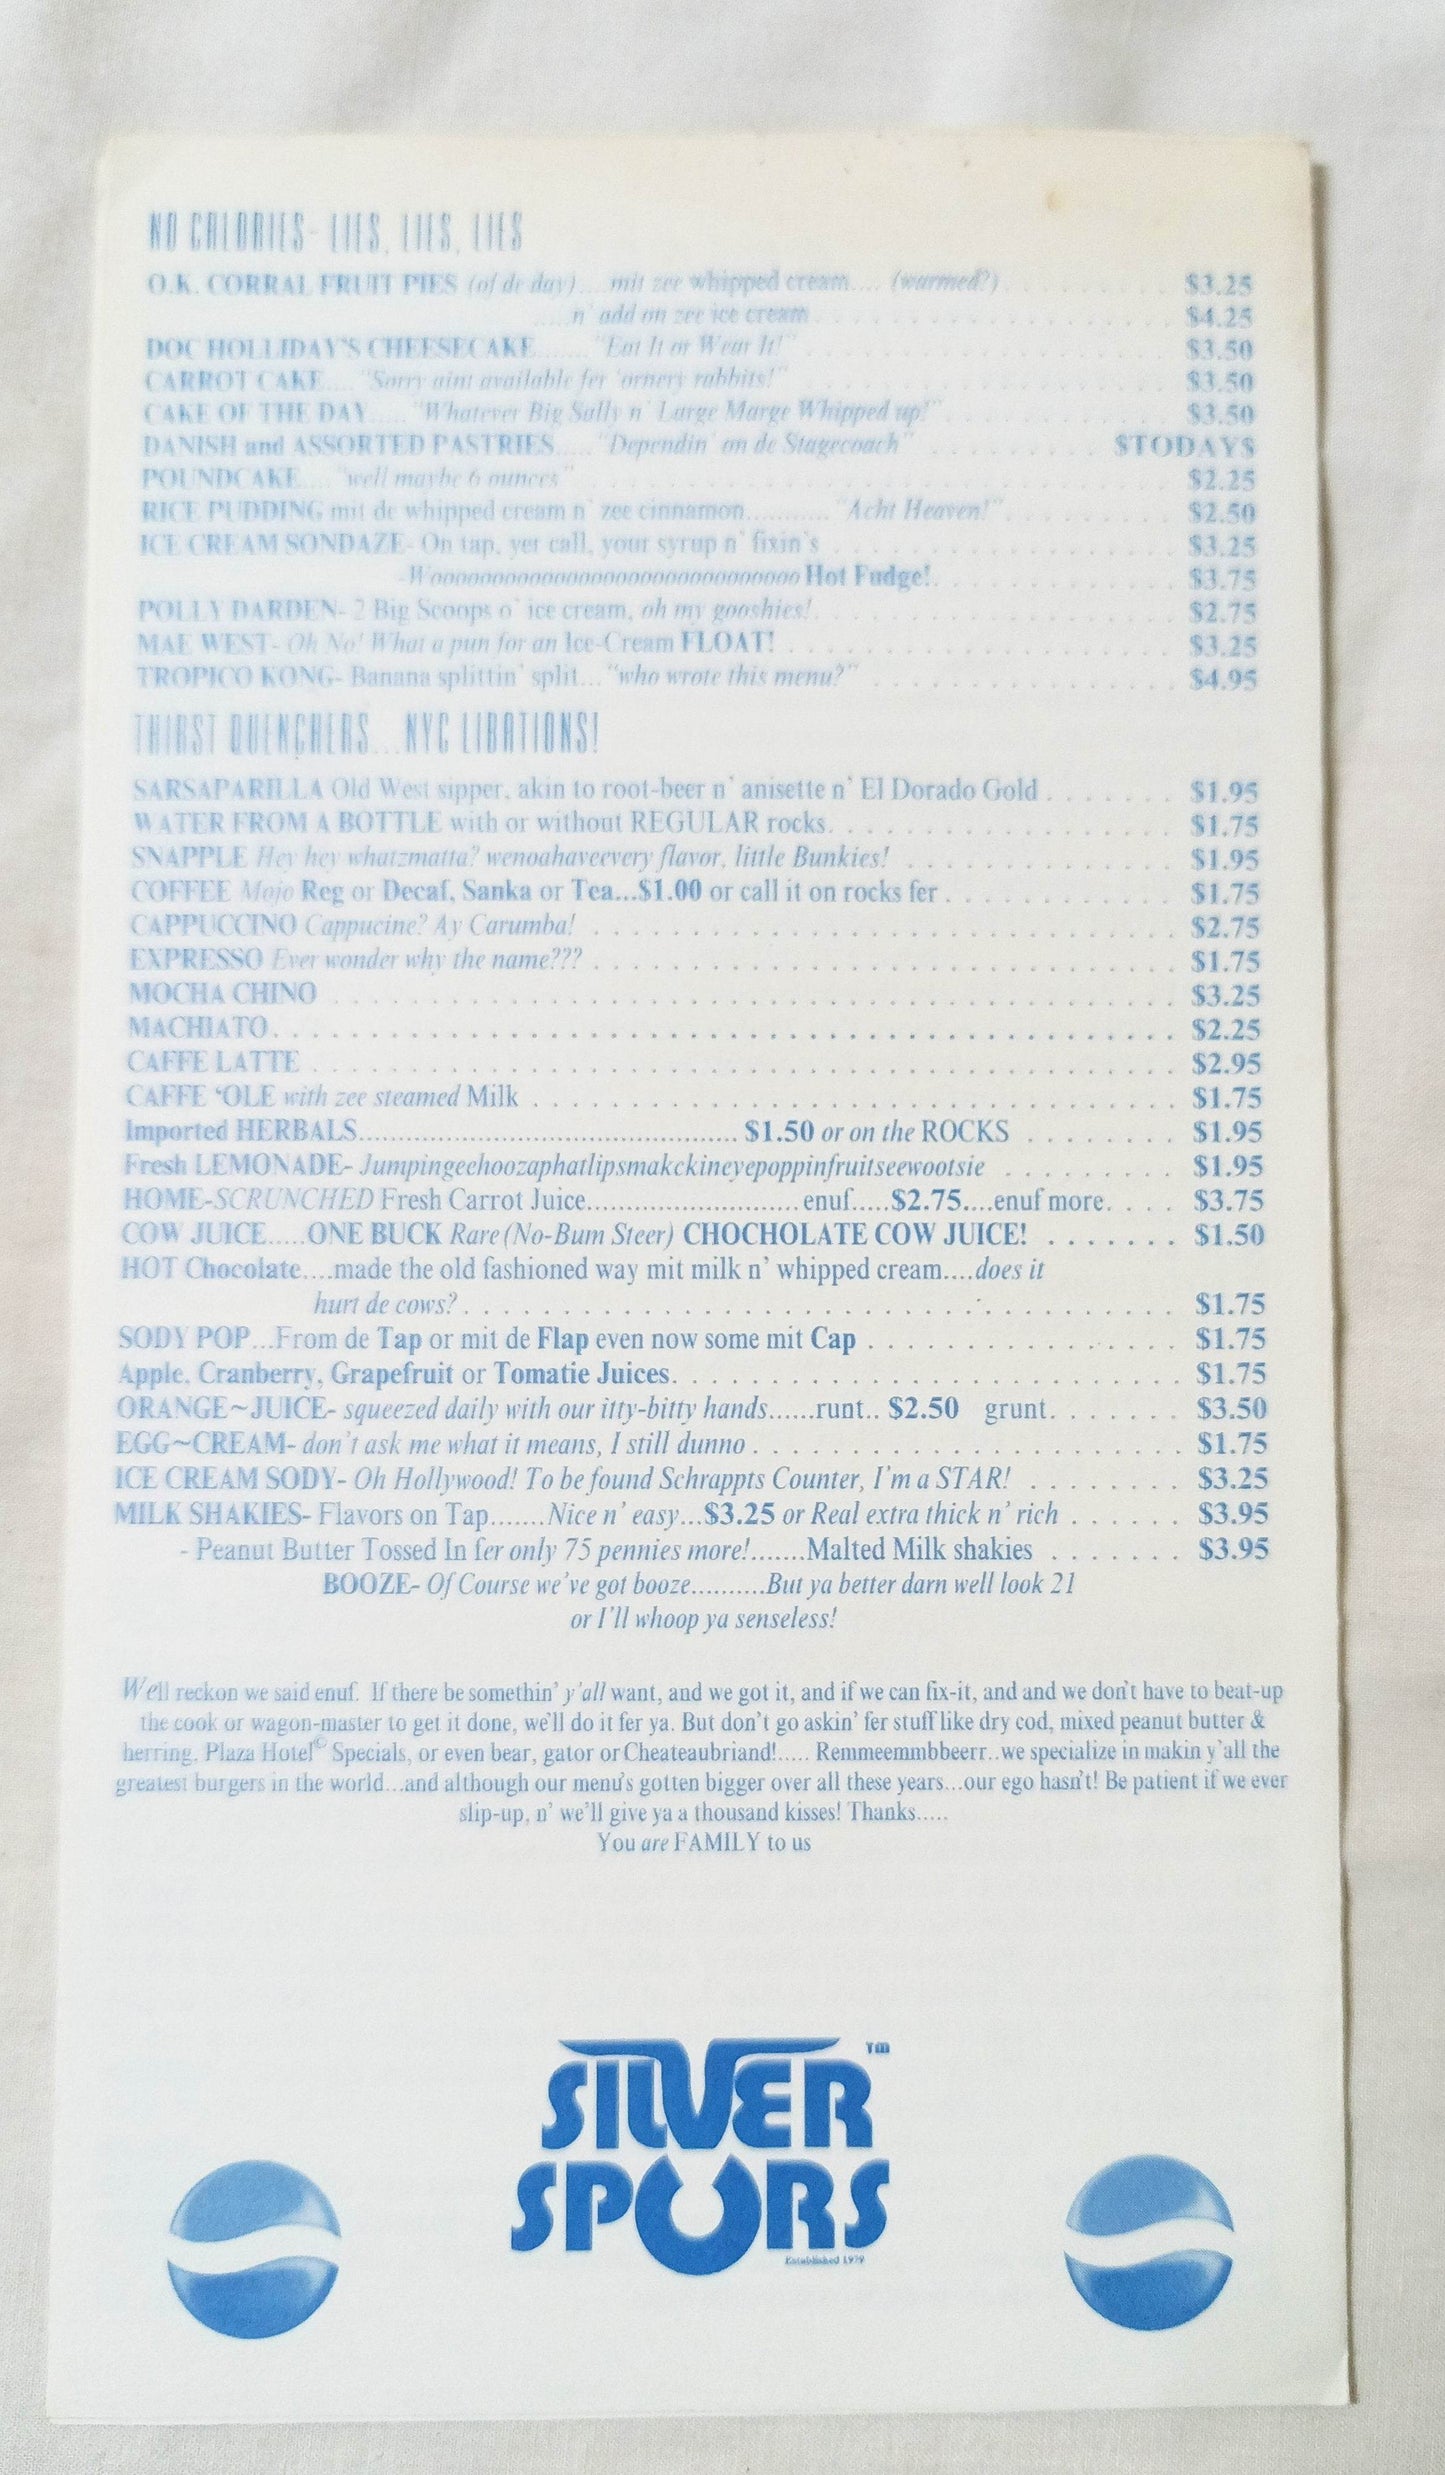 NO CALORIES- LIES, LIES, LIES
O.K. CORRAL FRUIT PIES (of de day)....mit zee whipped cream.... (warmed?) . . . . . . . . . $3.25
.....n' add on zee ice cream . . . . . . . . . . . . . . . . . . . $4.25
DOC HOLLIDAY'S CHEESECAKE........ "Eat It or Wear It!" . . . . . . . . . . . . . . . . . . . $3.50
CARROT CAKE.... "Sorry aint available fer 'ornery rabbits!" . . . . . . . . . . . . . . . . . . . $3.50
CAKE OF THE DAY..... "Whatever Big Sally n' Large Marge Whipped up!" . . . . . . . . . . . $3.50
DANISH and ASSORTED PASTRIES..... "Dependin' on de Stagecoach" . . . . . . . . . . $TODAY$
POUNDCAKE.... "well maybe 6 ounces" . . . . . . . . . . . . . . . . . . . . . . . . . . . . . . $2.25
RICE PUDDING mit de whipped cream n' zee cinnamon........... "Acht Heaven!" . . . . . . . . . $2.50
ICE CREAM SONDAZE- On tap, yer call, your syrup n' fixin's . . . . . . . . . . . . . . . . . . $3.25
-Wooooooooooooooooooooooooooooooo Hot Fudge!. . . . . . . . . . . . . $3.75
POLLY DARDEN- 2 Big Scoops o' ice cream, oh my gooshies!. . . . . . . . . . . . . . . . . . . $2.75
MAE WEST- Oh No! What a pun for an Ice-Cream FLOAT! . . . . . . . . . . . . . . . . . . . . $3.25
TROPICO KONG- Banana splittin' split... "who wrote this menu?" . . . . . . . . . . . . . . . . $4.95
THIRST QUENCHERS....NYC LIBATIONS!
SARSAPARILLA Old West sipper, akin to root-beer n' anisette n' El Dorado Gold . . . . . . . $1.95
WATER FROM A BOTTLE with or without REGULAR rocks. . . . . . . . . . . . . . . . . . $1.75
SNAPPLE Hey hey whatzmatta? wenoahaveevery flavor, little Bunkies! . . . . . . . . . . . . . . $1.95
COFFEE Mojo Reg or Decaf, Sanka or Tea...$1.00 or call it on rocks fer . . . . . . . . . . . . $1.75
CAPPUCCINO Cappucine? Ay Carumba! . . . . . . . . . . . . . . . . . . . . . . . . . . . . . . $2.75
EXPRESSO Ever wonder why the name??? . . . . . . . . . . . . . . . . . . . . . . . . . . . . . . $1.75
MOCHA CHINO . . . . . . . . . . . . . . . . . . . . . . . . . . . . . . . . . . . . . . . . . . . $3.25
MACHIATO. . . . . . . . . . . . . . . . . . . . . . . . . . . . . . . . . . . . . . . . . . . . . $2.25
CAFFE LATTE . . . . . . . . . . . . . . . . . . . . . . . . . . . . . . . . . . . . . . . . . . . $2.95
CAFFE 'OLE with zee steamed Milk . . . . . . . . . . . . . . . . . . . . . . . . . . . . . . . . $1.75
Imported HERBALS................................................ $1.50 or on the ROCKS . . . . . . . . $1.95
Fresh LEMONADE- Jumpingeehoozaphatlipsmakckineyepoppinfruitseewootsie . . . . . . . . . $1.95
HOME-SCRUNCHED Fresh Carrot Juice............................enuf.....$2.75....enuf more. . . . $3.75
COW JUICE.....ONE BUCK Rare (No-Bum Steer) CHOCHOLATE COW JUICE! . . . . . . . $1.50
HOT Chocolate....made the old fashioned way mit milk n' whipped cream....does it
hurt de cows?. . . . . . . . . . . . . . . . . . . . . . . . . . . . . . . . . . . . . $1.75
SODY POP...From de Tap or mit de Flap even now some mit Cap . . . . . . . . . . . . . . . . $1.75
Apple, Cranberry, Grapefruit or Tomatie Juices. . . . . . . . . . . . . . . . . . . . . . . . . . $1.75
ORANGE~JUICE- squeezed daily with our itty-bitty hands......runt.. $2.50 grunt. . . . . . . $3.50
EGG~CREAM- don't ask me what it means, I still dunno . . . . . . . . . . . . . . . . . . . . . . $1.75
ICE CREAM SODY- Oh Hollywood! To be found Schrappts Counter, I'm a STAR! . . . . . . . . $3.25
MILK SHAKIES- Flavors on Tap.......Nice n' easy...$3.25 or Real extra thick n' rich . . . . . . $3.95
- Peanut Butter Tossed In fer only 75 pennies more!.......Malted Milk shakies . . . . . . . $3.95
BOOZE- Of Course we've got booze..........But ya better darn well look 21
or I'll whoop ya senseless!
Well reckon we said enuf. If there be somethin' y'all want, and we got it, and if we can fix-it, and and we don't have to beat-up
the cook or wagon-master to get it done, we'll do it fer ya. But don't go askin' fer stuff like dry cod, mixed peanut butter &
herring, Plaza Hotel© Specials, or even bear, gator or Cheateaubriand!..... Remmeemmbbeerr..we specialize in makin y'all the
greatest burgers in the world...and although our menu's gotten bigger over all these years...our ego hasn't! Be patient if we ever
slip-up, n' we'll give ya a thousand kisses! Thanks.....
You are FAMILY to us
SILVER ™
SPURS
Established 1979